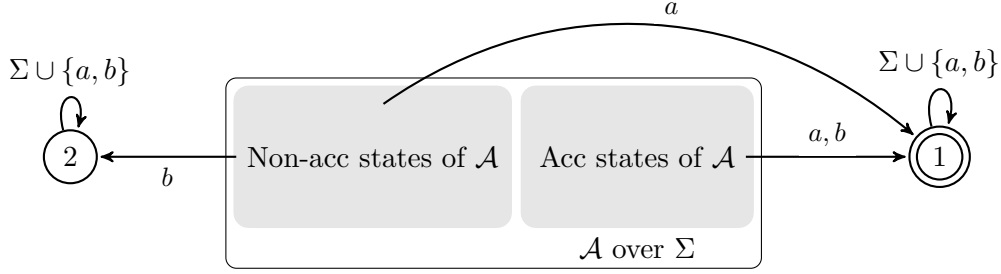 a
Σ ∪ {a, b}
Σ ∪ {a, b}
2
b
Non-acc states of 𝒜
Acc states of 𝒜
a, b
1
𝒜 over Σ